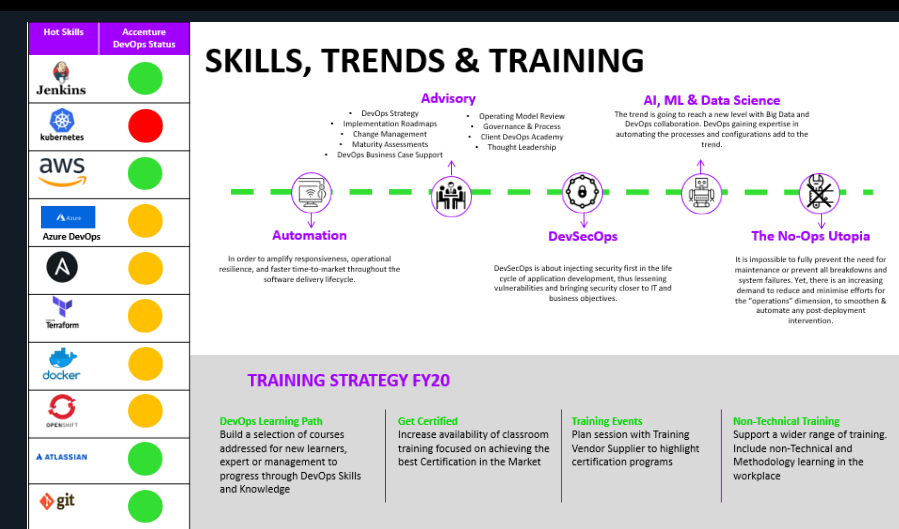 Hot Skills
Accenture
DevOps Status
Jenkins
kubernetes
aws
Azure
Azure DevOps
A
Terraform
docker
OPENSHIFT
ATLASSIAN
git
SKILLS, TRENDS & TRAINING
Advisory
• DevOps Strategy
• Implementation Roadmaps
• Change Management
• Maturity Assessments
• DevOps Business Case Support
• Operating Model Review
• Governance & Process
• Client DevOps Academy
• Thought Leadership
AI, ML & Data Science
The trend is going to reach a new level with Big Data and
DevOps collaboration. DevOps gaining expertise in
automating the processes and configurations add to the
trend.
Automation
In order to amplify responsiveness, operational
resilience, and faster time-to-market throughout the
software delivery lifecycle.
DevSecOps
DevSecOps is about injecting security first in the life
cycle of application development, thus lessening
vulnerabilities and bringing security closer to IT and
business objectives.
The No-Ops Utopia
It is impossible to fully prevent the need for
maintenance or prevent all breakdowns and
system failures. Yet, there is an increasing
demand to reduce and minimise efforts for
the “operations” dimension, to smoothen &
automate any post-deployment
intervention.
TRAINING STRATEGY FY20
DevOps Learning Path
Build a selection of courses
addressed for new learners,
expert or management to
progress through DevOps Skills
and Knowledge
Get Certified
Increase availability of classroom
training focused on achieving the
best Certification in the Market
Training Events
Plan session with Training
Vendor Supplier to highlight
certification programs
Non-Technical Training
Support a wider range of training.
Include non-Technical and
Methodology learning in the
workplace